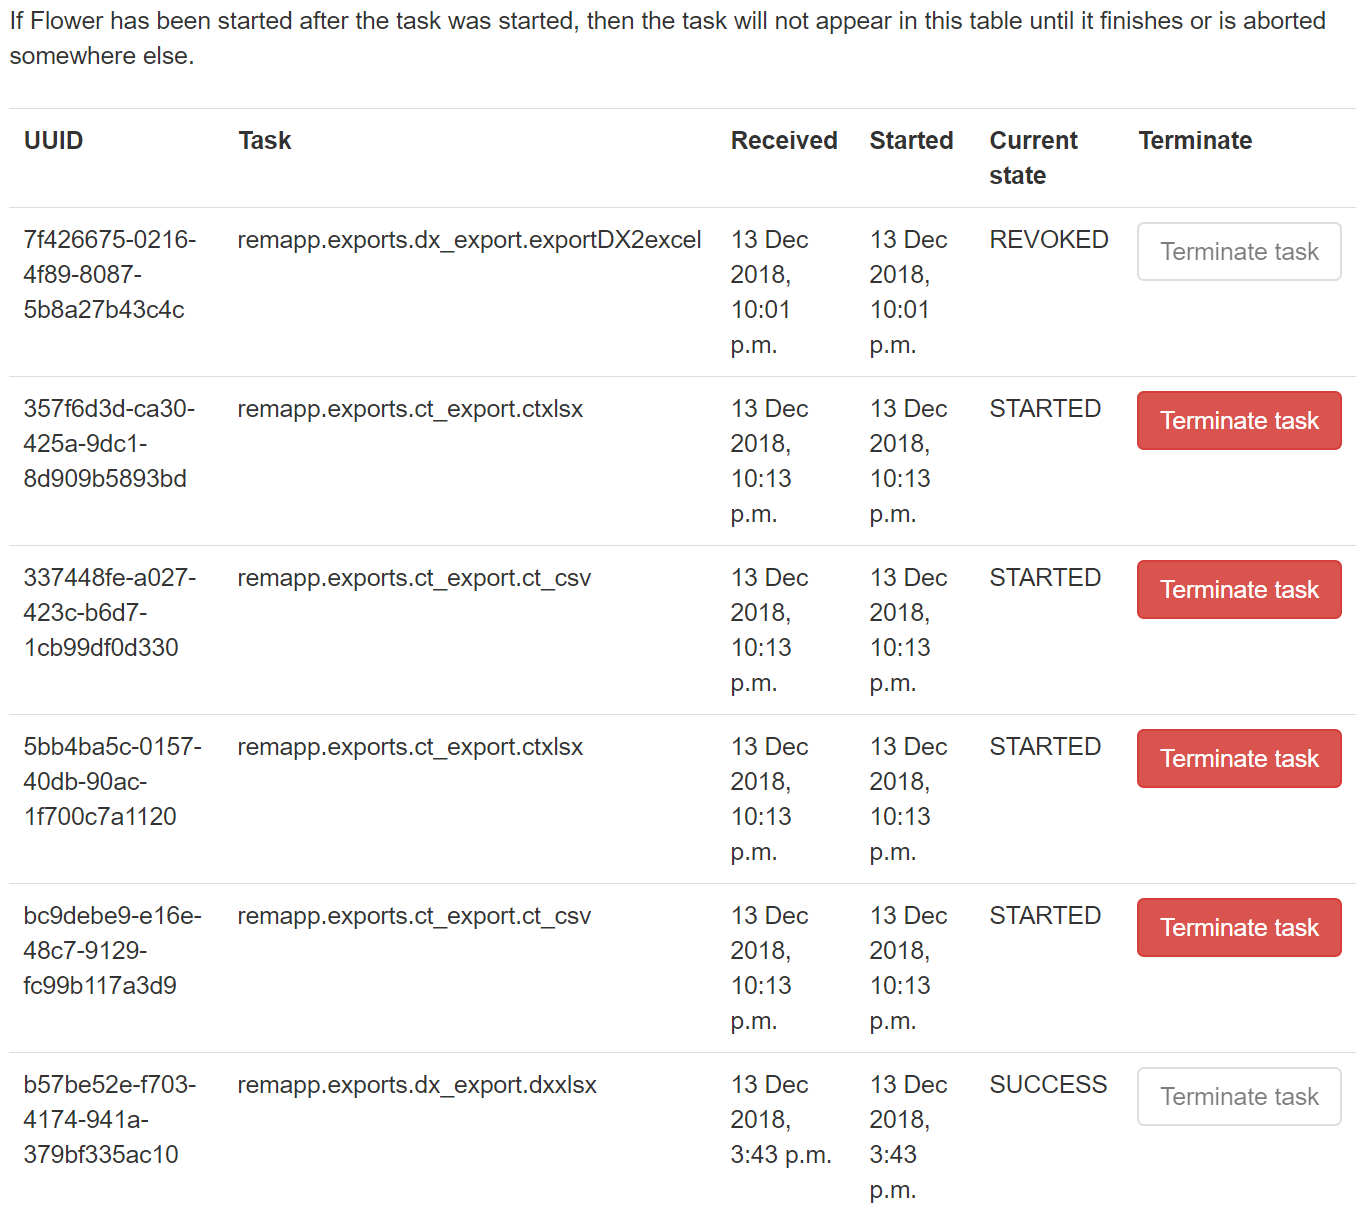 If Flower has been started after the task was started, then the task will not appear in this table until it finishes or is aborted
somewhere else.
UUID Task Received Started Current state Terminate
7f426675-0216- remapp.exports.dx_export.exportDX2excel 13 Dec 13 Dec REVOKED Terminate task
4f89-8087- 2018, 2018,
5b8a27b43c4c 10:01 10:01
p.m. p.m.
357f6d3d-ca30- remapp.exports.ct_export.ctxlsx 13 Dec 13 Dec STARTED Terminate task
425a-9dc1- 2018, 2018,
8d909b5893bd 10:13 10:13
p.m. p.m.
337448fe-a027- remapp.exports.ct_export.ct_csv 13 Dec 13 Dec STARTED Terminate task
423c-b6d7- 2018, 2018,
1cb99df0d330 10:13 10:13
p.m. p.m.
5bb4ba5c-0157- remapp.exports.ct_export.ctxlsx 13 Dec 13 Dec STARTED Terminate task
40db-90ac- 2018, 2018,
1f700c7a1120 10:13 10:13
p.m. p.m.
bc9debe9-e16e- remapp.exports.ct_export.ct_csv 13 Dec 13 Dec STARTED Terminate task
48c7-9129- 2018, 2018,
fc99b117a3d9 10:13 10:13
p.m. p.m.
b57be52e-f703- remapp.exports.dx_export.dxxlsx 13 Dec 13 Dec SUCCESS Terminate task
4174-941a- 2018, 2018,
379bf335ac10 3:43 p.m. 3:43
p.m.